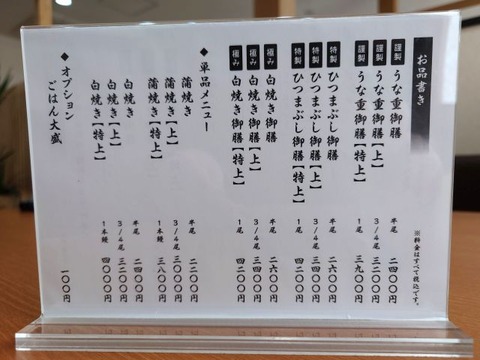 お品書き
※料金はすべて税込です。
謹製 うな重御膳 半尾 二四〇〇円
謹製 うな重御膳【上】 3/4尾 三二〇〇円
謹製 うな重御膳【特上】 1尾 三九〇〇円
特製 ひつまぶし御膳 半尾 二六〇〇円
特製 ひつまぶし御膳【上】 3/4尾 三四〇〇円
特製 ひつまぶし御膳【特上】 1尾 四二〇〇円
極み 白焼き御膳 半尾 二六〇〇円
極み 白焼き御膳【上】 3/4尾 三四〇〇円
極み 白焼き御膳【特上】 1尾 四二〇〇円
◆単品メニュー
蒲焼き 半尾 二二〇〇円
蒲焼き【上】 3/4尾 三〇〇〇円
蒲焼き【特上】 1本鰻 三八〇〇円
白焼き 半尾 二四〇〇円
白焼き【上】 3/4尾 三二〇〇円
白焼き【特上】 1本鰻 四〇〇〇円
◆オプション
ごはん大盛 一〇〇円